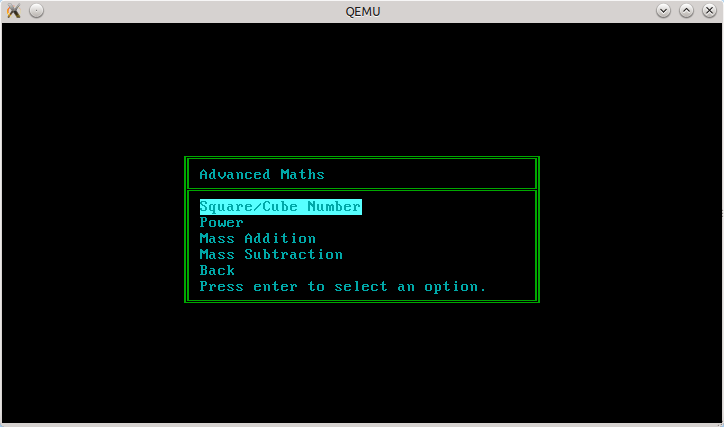 QEMU
Advanced Maths
Square/Cube Number
Power
Mass Addition
Mass Subtraction
Back
Press enter to select an option.